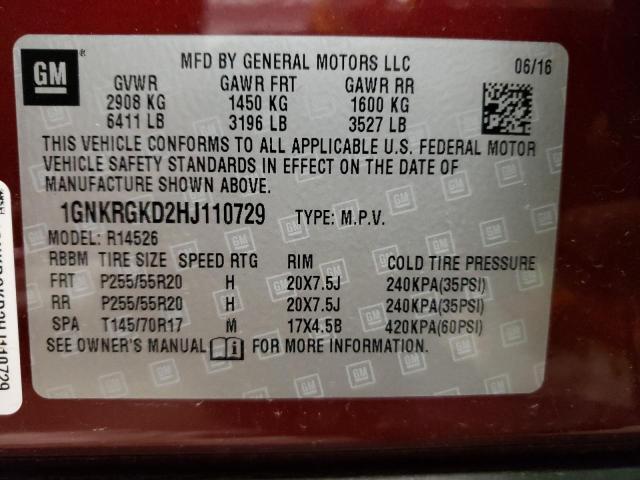 GM
MFD BY GENERAL MOTORS LLC
06/16
GVWR GAWR FRT GAWR RR
2908 KG 1450 KG 1600 KG
6411 LB 3196 LB 3527 LB
THIS VEHICLE CONFORMS TO ALL APPLICABLE U.S. FEDERAL MOTOR
VEHICLE SAFETY STANDARDS IN EFFECT ON THE DATE OF
MANUFACTURE SHOWN ABOVE.
1GNKRGKD2HJ110729 TYPE: M.P.V.
MODEL: R14526
RBBM TIRE SIZE SPEED RTG RIM COLD TIRE PRESSURE
FRT P255/55R20 H 20X7.5J 240KPA(35PSI)
RR P255/55R20 H 20X7.5J 240KPA(35PSI)
SPA T145/70R17 M 17X4.5B 420KPA(60PSI)
SEE OWNER'S MANUAL i FOR MORE INFORMATION.